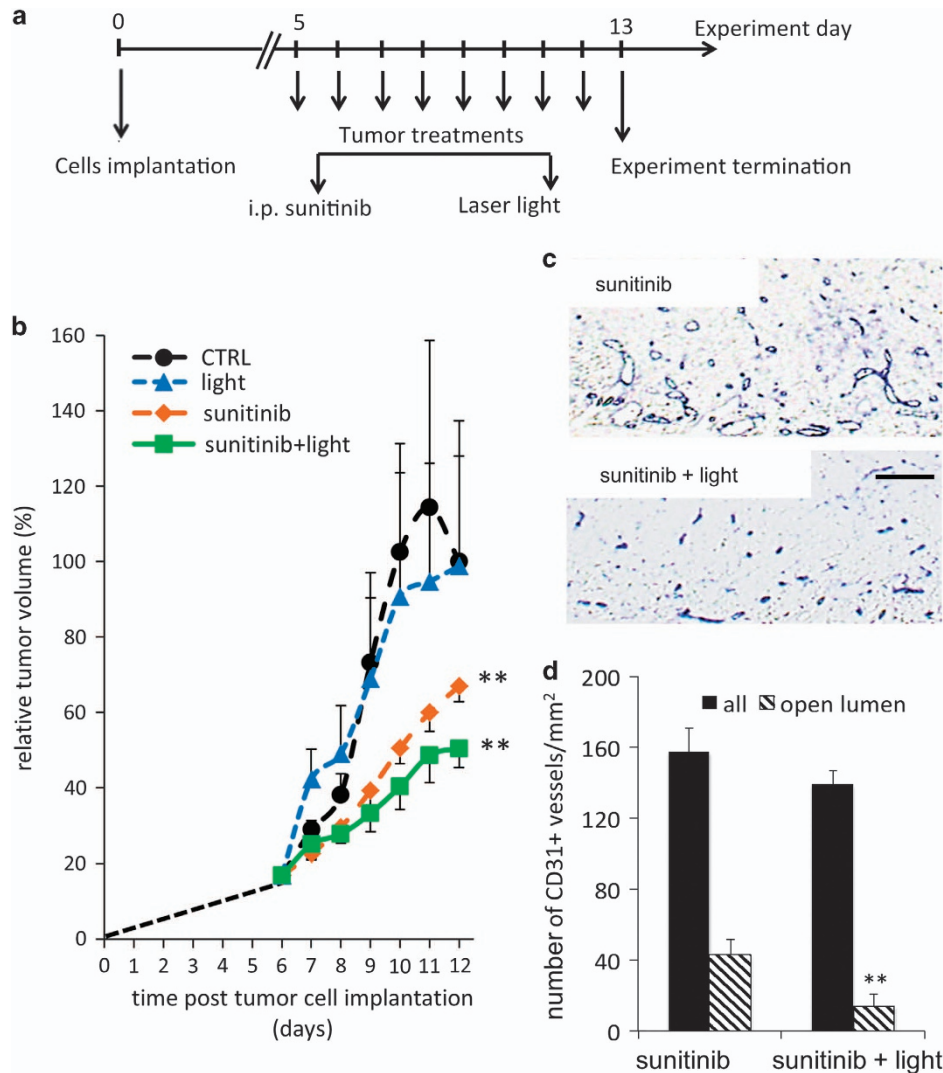 a
0 5 13 Experiment day
Tumor treatments
Cells implantation
Experiment termination
i.p. sunitinib
Laser light
b
160
140
120
100
80
60
40
20
0
relative tumor volume (%)
CTRL
light
sunitinib
sunitinib+light
**
**
0 1 2 3 4 5 6 7 8 9 10 11 12
time post tumor cell implantation
(days)
c
sunitinib
sunitinib + light
d
200
160
120
80
40
0
number of CD31+ vessels/mm²
all open lumen
**
sunitinib sunitinib + light